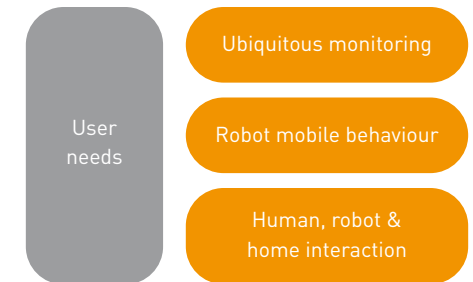 User
needs
Ubiquitous monitoring
Robot mobile behaviour
Human, robot &
home interaction